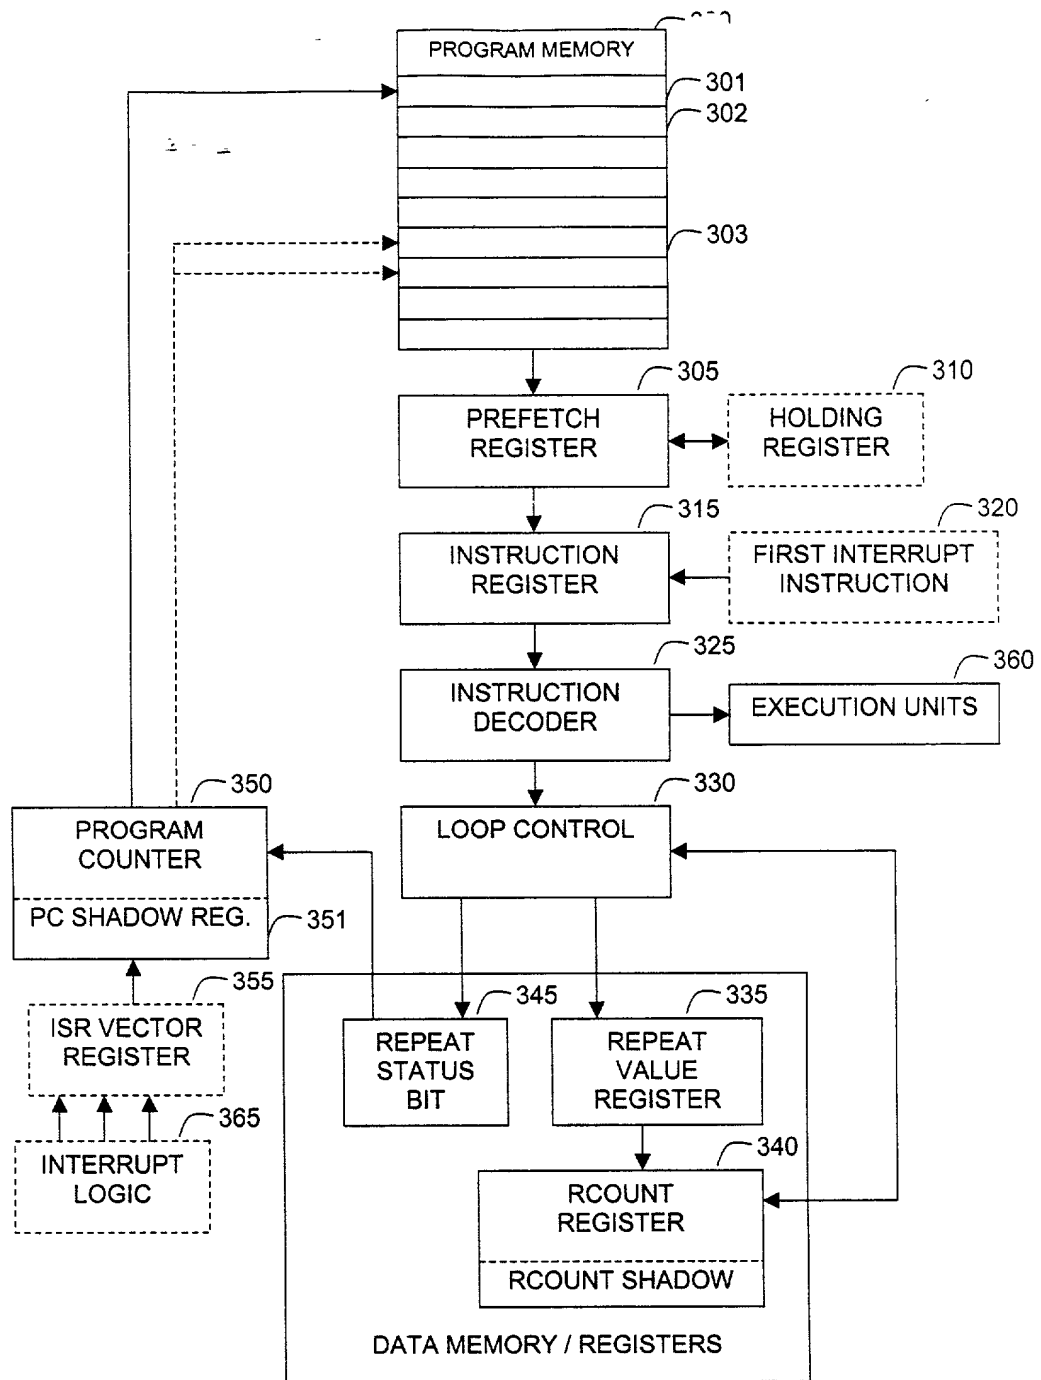 PROGRAM MEMORY
301
302
303
305
310
PREFETCH
REGISTER
HOLDING
REGISTER
315
320
INSTRUCTION
REGISTER
FIRST INTERRUPT
INSTRUCTION
325
360
INSTRUCTION
DECODER
EXECUTION UNITS
350
330
PROGRAM
COUNTER
LOOP CONTROL
PC SHADOW REG.
351
355
345
335
ISR VECTOR
REGISTER
REPEAT
STATUS
BIT
REPEAT
VALUE
REGISTER
365
340
INTERRUPT
LOGIC
RCOUNT
REGISTER
RCOUNT SHADOW
DATA MEMORY / REGISTERS